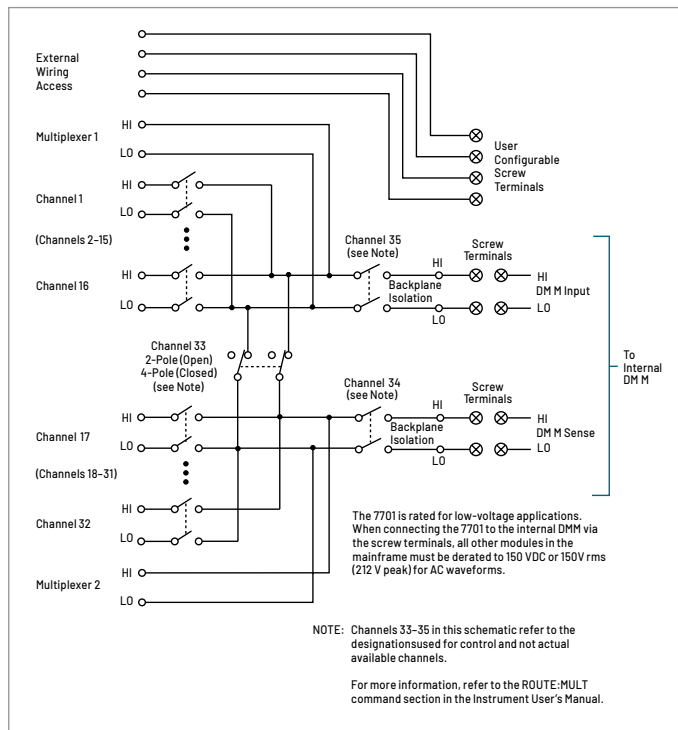 External
Wiring
Access
Multiplexer 1
HI
LO
User
Configurable
Screw
Terminals
Channel 1
HI
LO
(Channels 2–15)
Channel 16
HI
LO
Channel 35
(see Note)
Backplane
Isolation
HI
LO
Screw
Terminals
HI
DM M Input
LO
To
Internal
DM M
Channel 33
2-Pole (Open)
4-Pole (Closed)
(see Note)
Channel 17
HI
LO
(Channels 18–31)
Channel 34
(see Note)
Backplane
Isolation
HI
LO
Screw
Terminals
HI
DM M Sense
LO
Channel 32
HI
LO
Multiplexer 2
HI
LO
The 7701 is rated for low-voltage applications.
When connecting the 7701 to the internal DMM via
the screw terminals, all other modules in the
mainframe must be derated to 150 VDC or 150V rms
(212 V peak) for AC waveforms.
NOTE: Channels 33–35 in this schematic refer to the
designationsused for control and not actual
available channels.
For more information, refer to the ROUTE:MULT
command section in the Instrument User's Manual.